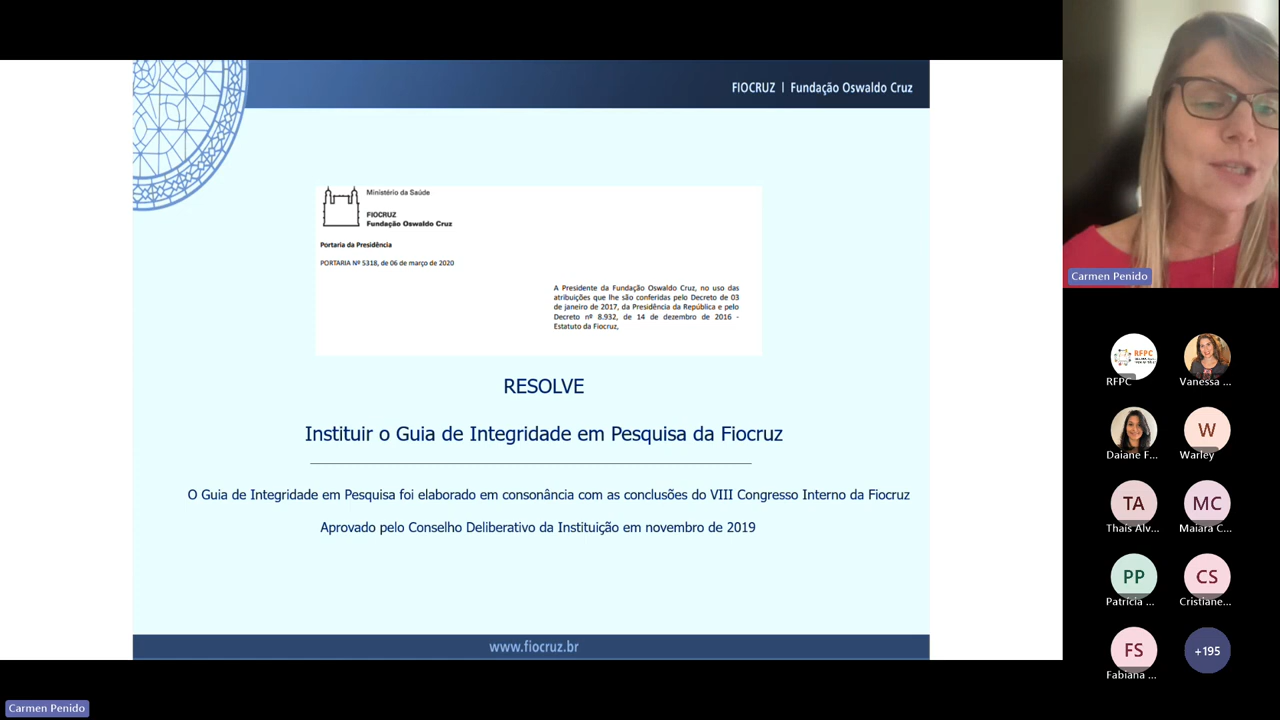 FIOCRUZ | Fundação Oswaldo Cruz
Ministério da Saúde
FIOCRUZ
Fundação Oswaldo Cruz
Portaria da Presidência
PORTARIA Nº 5318, de 06 de março de 2020
A Presidente da Fundação Oswaldo Cruz, no uso das
atribuições que lhe são conferidas pelo Decreto de 03
de janeiro de 2017, da Presidência da República e pelo
Decreto nº 8.932, de 14 de dezembro de 2016 -
Estatuto da Fiocruz,
RESOLVE
Instituir o Guia de Integridade em Pesquisa da Fiocruz
O Guia de Integridade em Pesquisa foi elaborado em consonância com as conclusões do VIII Congresso Interno da Fiocruz
Aprovado pelo Conselho Deliberativo da Instituição em novembro de 2019
www.fiocruz.br
Carmen Penido
Carmen Penido
RFPC
RFPC
Vanessa ...
Daiane F...
W
Warley
TA
Thaís Alv...
MC
Maiara C...
PP
Patrícia ...
CS
Cristiane...
FS
Fabiana ...
+195